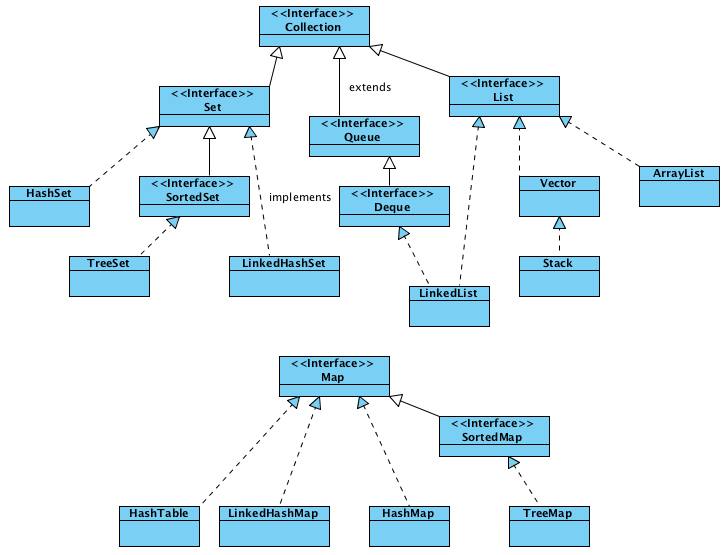 <<Interface>>
Collection
<<Interface>>
Set
extends
<<Interface>>
List
<<Interface>>
Queue
HashSet
<<Interface>>
SortedSet
implements
<<Interface>>
Deque
Vector
ArrayList
TreeSet
LinkedHashSet
LinkedList
Stack
<<Interface>>
Map
<<Interface>>
SortedMap
HashTable
LinkedHashMap
HashMap
TreeMap